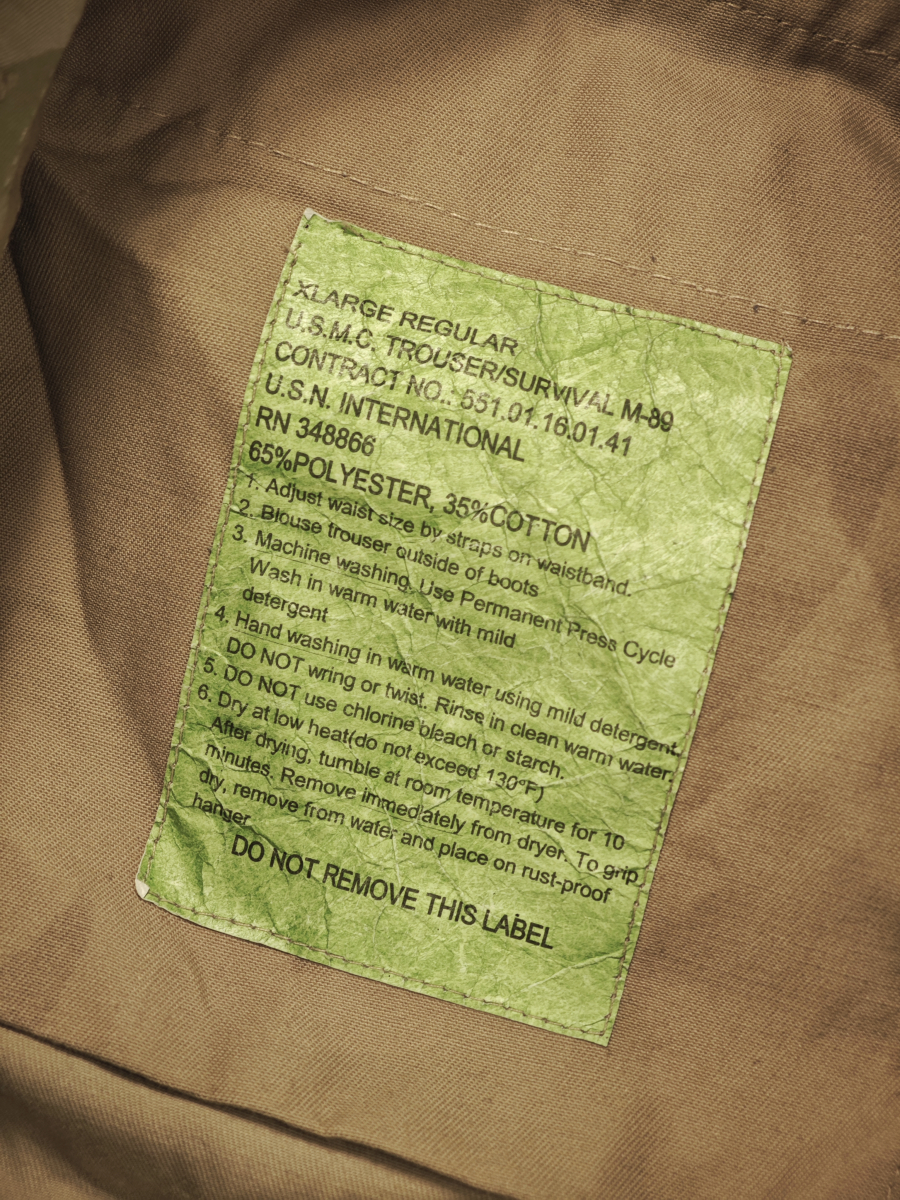 XLARGE REGULAR
U.S.M.C. TROUSER/SURVIVAL M-89
CONTRACT NO.: 551.01.16.01.41
U.S.N. INTERNATIONAL
RN 348866
65%POLYESTER, 35%COTTON
1. Adjust waist size by straps on waistband.
2. Blouse trouser outside of boots
3. Machine washing. Use Permanent Press Cycle
Wash in warm water with mild
detergent
4. Hand washing in warm water using mild detergent.
DO NOT wring or twist. Rinse in clean warm water.
5. DO NOT use chlorine bleach or starch.
6. Dry at low heat(do not exceed 130°F)
After drying, tumble at room temperature for 10
minutes. Remove immediately from dryer. To grip
dry, remove from water and place on rust-proof
hanger.
DO NOT REMOVE THIS LABEL